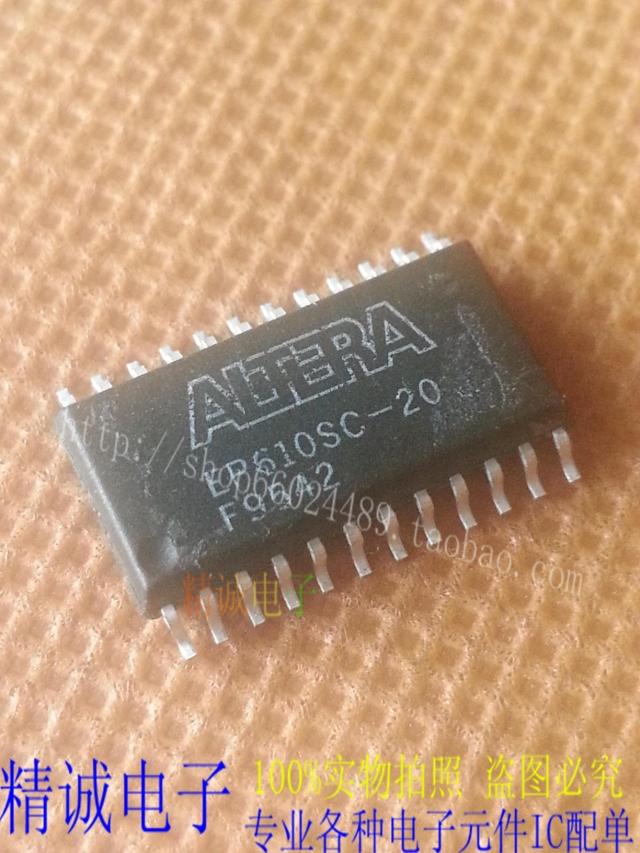 ALTERA
EP610SC-20
F9642
http://shop66024489.taobao.com
精诚电子
精诚电子
100%实物拍照 盗图必究
专业各种电子元件IC配单